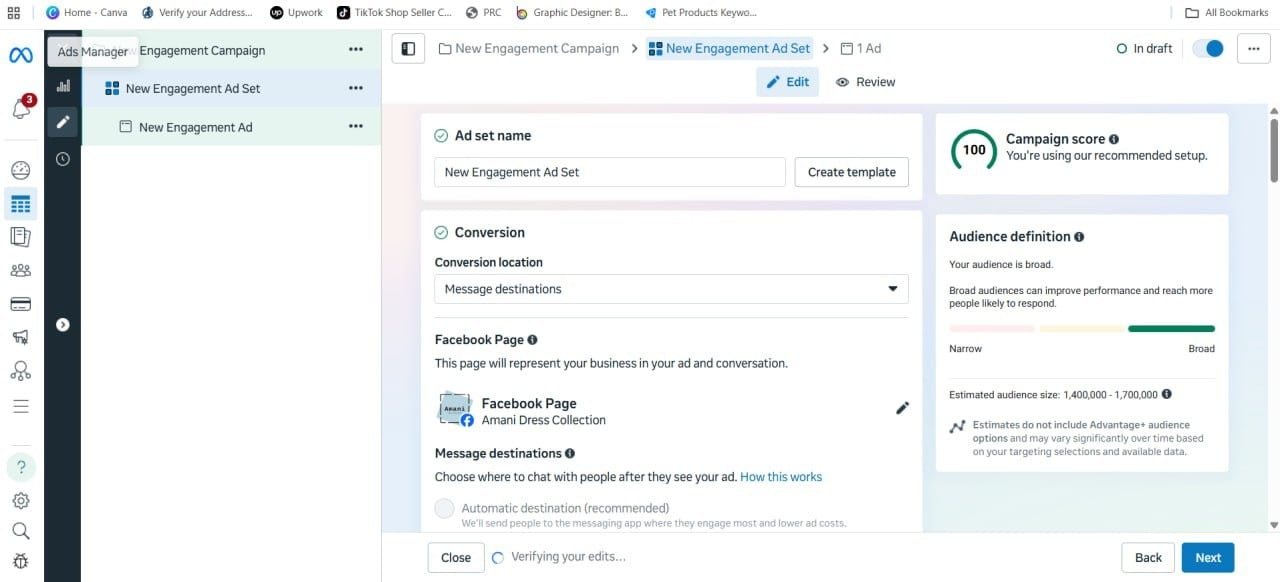 Home - Canva
Verify your Address...
Upwork
TikTok Shop Seller C...
PRC
Graphic Designer: B...
Pet Products Keywo...
All Bookmarks
Ads Manager
Engagement Campaign
New Engagement Ad Set
New Engagement Ad
3
New Engagement Campaign
New Engagement Ad Set
1 Ad
In draft
Edit
Review
Ad set name
New Engagement Ad Set
Create template
Conversion
Conversion location
Message destinations
Facebook Page
This page will represent your business in your ad and conversation.
Amani
Facebook Page
Amani Dress Collection
Message destinations
Choose where to chat with people after they see your ad. How this works
Automatic destination (recommended)
We'll send people to the messaging app where they engage most and lower ad costs.
100
Campaign score
You're using our recommended setup.
Audience definition
Your audience is broad.
Broad audiences can improve performance and reach more
people likely to respond.
Narrow
Broad
Estimated audience size: 1,400,000 - 1,700,000
Estimates do not include Advantage+ audience
options and may vary significantly over time based
on your targeting selections and available data.
Close
Verifying your edits...
Back
Next